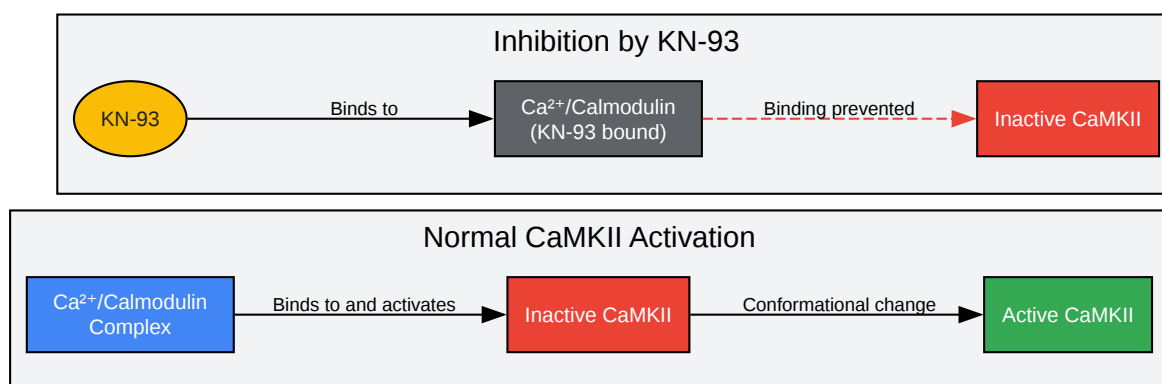 Inhibition by KN-93
KN-93
Binds to
Ca²⁺/Calmodulin
(KN-93 bound)
Binding prevented
Inactive CaMKII
Normal CaMKII Activation
Ca²⁺/Calmodulin
Complex
Binds to and activates
Inactive CaMKII
Conformational change
Active CaMKII